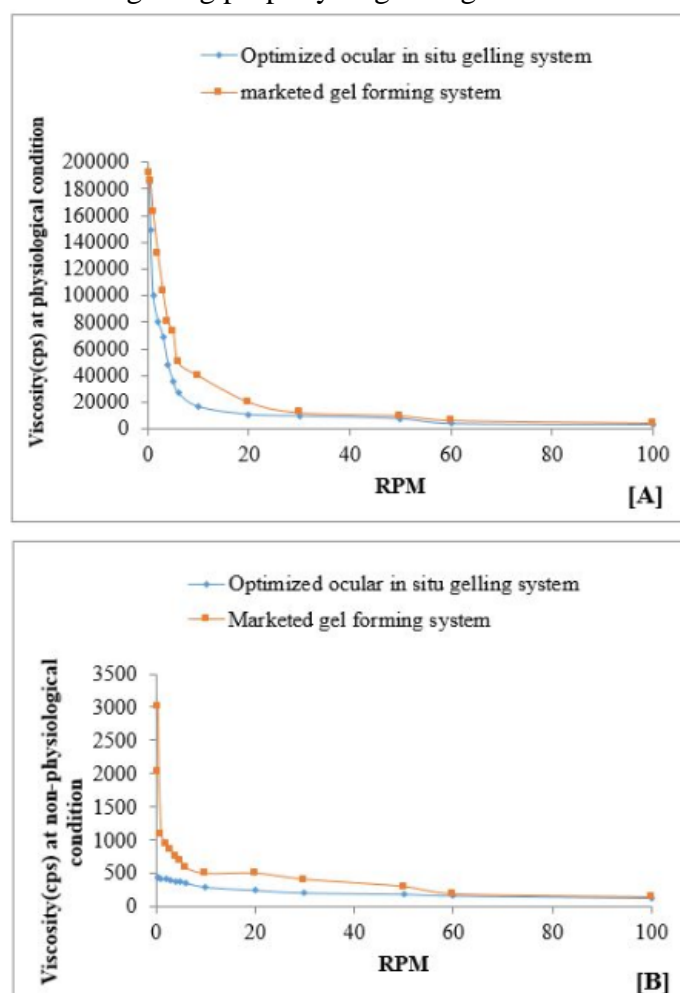 Optimized ocular in situ gelling system
marketed gel forming system
Viscosity(cps) at physiological condition
200000
180000
160000
140000
120000
100000
80000
60000
40000
20000
0
0 20 40 60 80 100
RPM
[A]
Optimized ocular in situ gelling system
Marketed gel forming system
Viscosity(cps) at non-physiological
condition
3500
3000
2500
2000
1500
1000
500
0
0 20 40 60 80 100
RPM
[B]